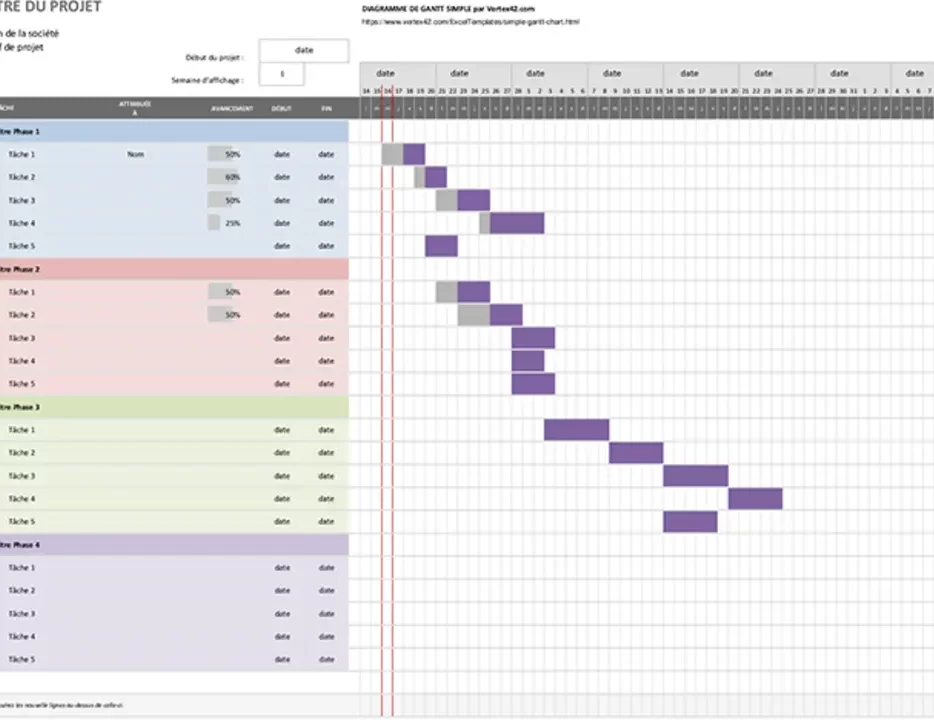 TRE DU PROJET
DIAGRAMME DE GANTT SIMPLE par Vertex42.com
https://www.vertex42.com/ExcelTemplates/simple-gantt-chart.html
de la société
de projet
Début du projet : date
Semaine d'affichage : 1
date date date date date date date date
14 15 16 17 18 19 20 21 22 23 24 25 26 27 28 1 2 3 4 5 6 7 8 9 10 11 12 13 14 15 16 17 18 19 20 21 22 23 24 25 26 27 28 29 30 31 1 2 3 4 5 6 7
ATTRIBUÉE À AVANCEMENT DÉBUT FIN
tre Phase 1
Tâche 1 Nom 50% date date
Tâche 2 60% date date
Tâche 3 50% date date
Tâche 4 25% date date
Tâche 5 date date
tre Phase 2
Tâche 1 50% date date
Tâche 2 50% date date
Tâche 3 date date
Tâche 4 date date
Tâche 5 date date
tre Phase 3
Tâche 1 date date
Tâche 2 date date
Tâche 3 date date
Tâche 4 date date
Tâche 5 date date
tre Phase 4
Tâche 1 date date
Tâche 2 date date
Tâche 3 date date
Tâche 4 date date
Tâche 5 date date
les nouvelle lignes au-dessus de celle-ci.